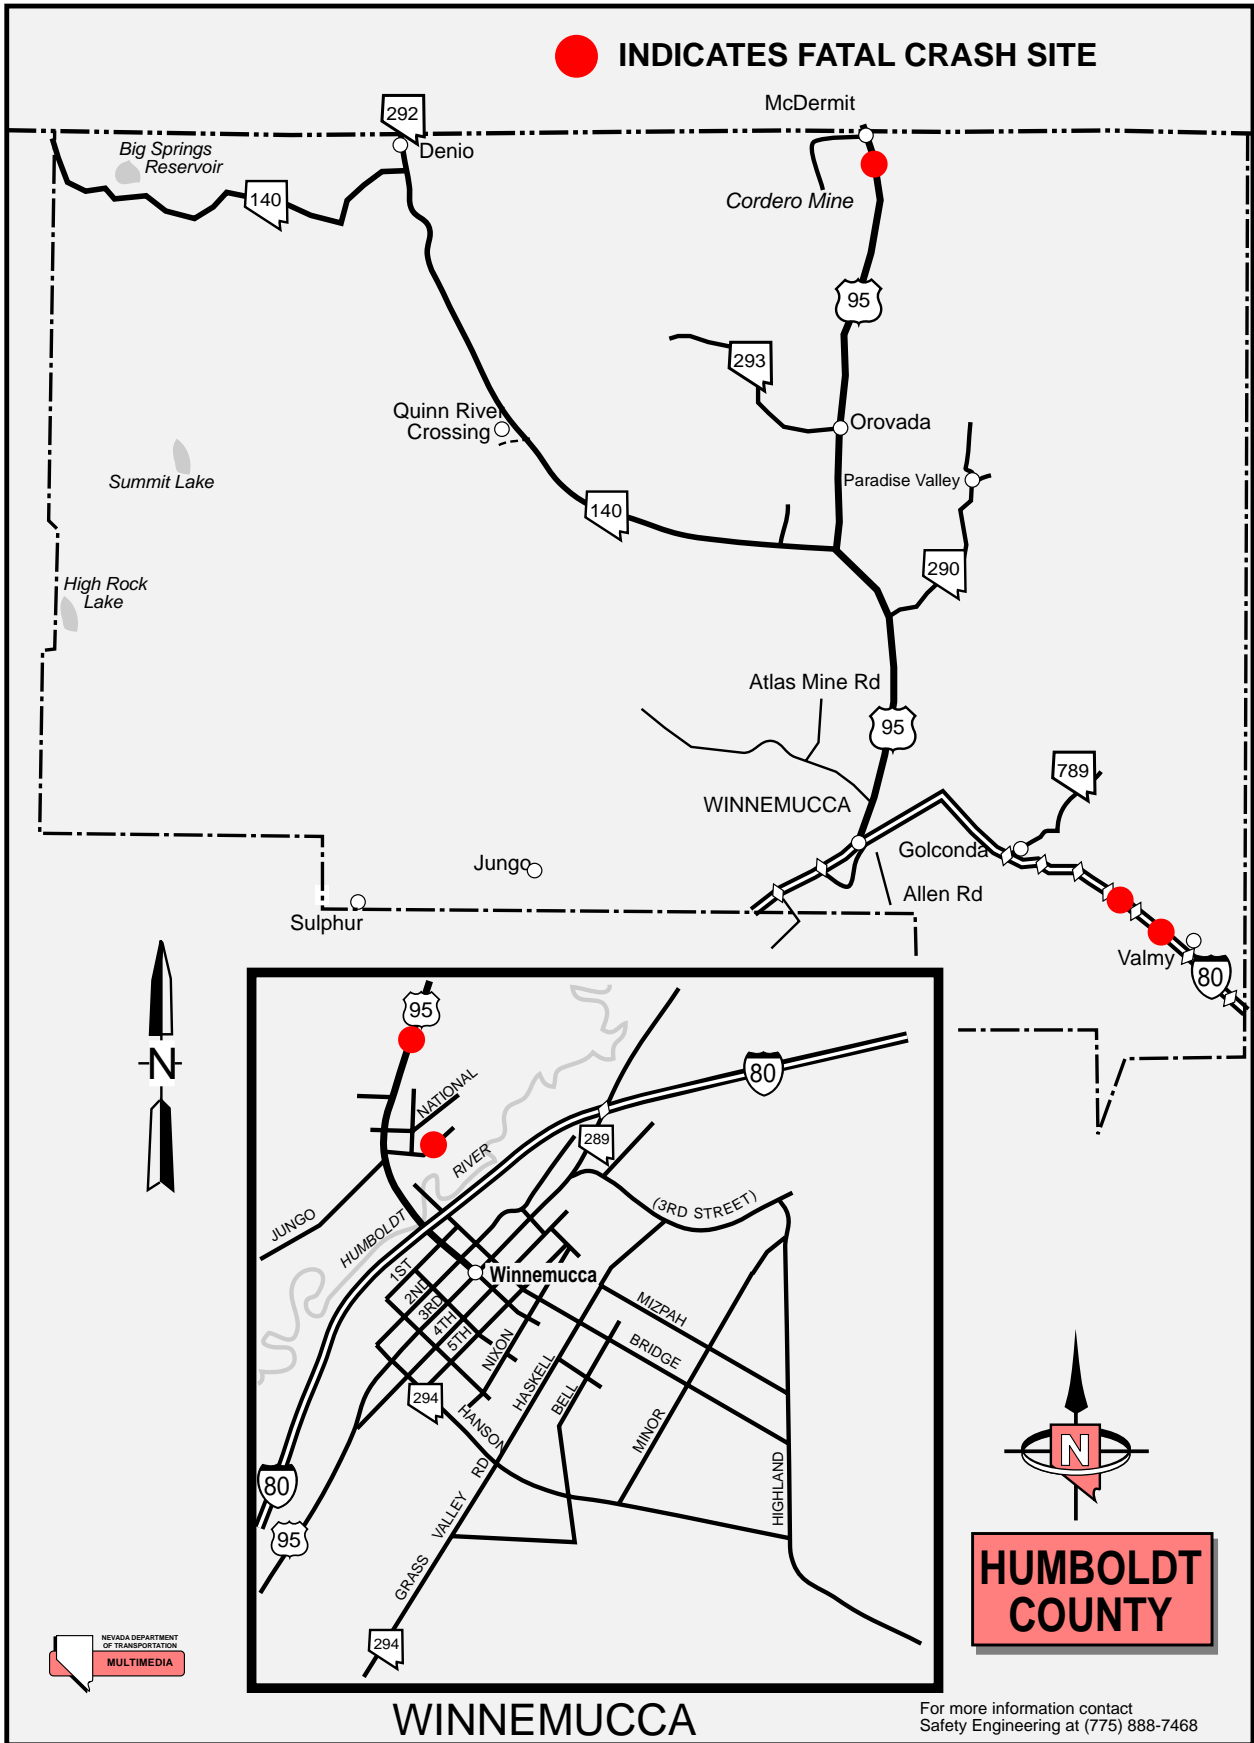 INDICATES FATAL CRASH SITE
McDermit
292
Denio
Big Springs
Reservoir
140
Cordero Mine
95
293
Quinn River
Crossing
Orovada
Summit Lake
Paradise Valley
140
290
High Rock
Lake
Atlas Mine Rd
95
789
WINNEMUCCA
Golconda
Jungo
Allen Rd
Sulphur
Valmy
80
N
95
80
NATIONAL
289
RIVER
(3RD STREET)
JUNGO
HUMBOLDT
1ST
Winnemucca
2ND
3RD
MIZPAH
4TH
5TH
NIXON
BRIDGE
HASKELL
BELL
294
HANSON
MINOR
RD
HIGHLAND
80
VALLEY
95
GRASS
294
N
HUMBOLDT
COUNTY
NEVADA DEPARTMENT
OF TRANSPORTATION
MULTIMEDIA
WINNEMUCCA
For more information contact
Safety Engineering at (775) 888-7468